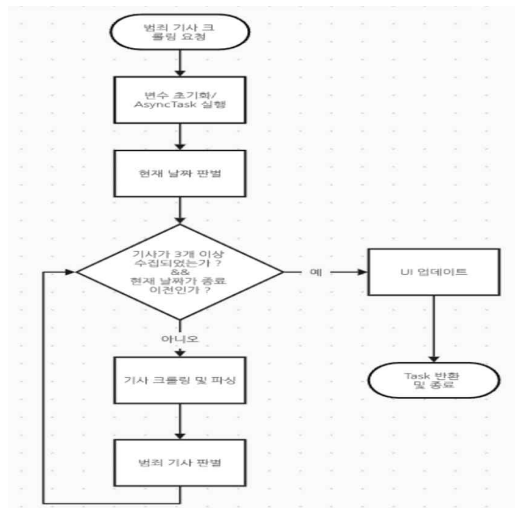 범죄 기사 크
롤링 요청
변수 초기화/
AsyncTask 실행
현재 날짜 판별
기사가 3개 이상
수집되었는가 ?
&&
현재 날짜가 종료
이전인가 ?
예
UI 업데이트
아니오
기사 크롤링 및 파싱
Task 반환
및 종료
범죄 기사 판별